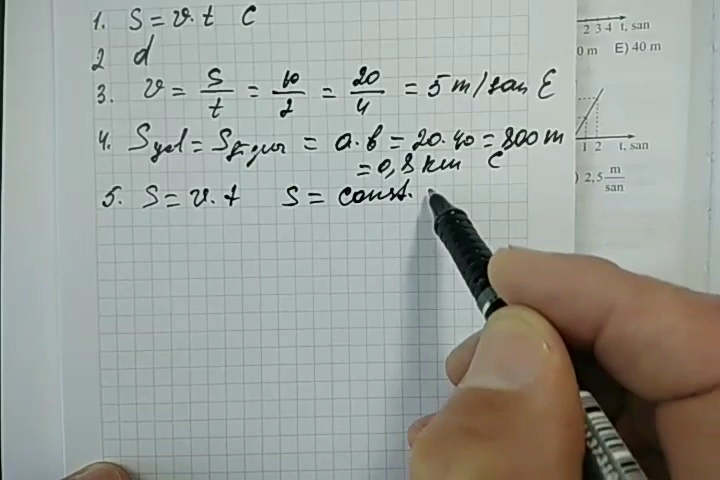 1. S = v · t C
2 d
3. v = S/t = 10/2 = 20/4 = 5 m/san E
4. Syol = Sfigur = a · b = 20 · 40 = 800 m
= 0,8 km C
5. S = v · t S = const.
2 3 4 t, san
0 m E) 40 m
1 2 t, san
) 2,5 m/san